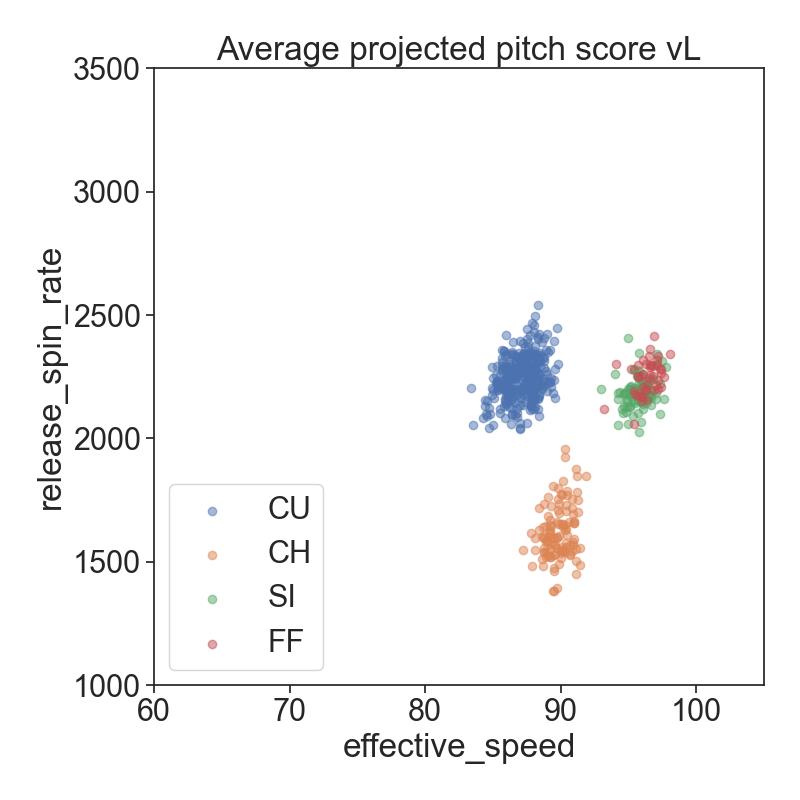 Average projected pitch score vL
3500
3000
2500
2000
1500
1000
release_spin_rate
CU
CH
SI
FF
60
70
80
90
100
effective_speed